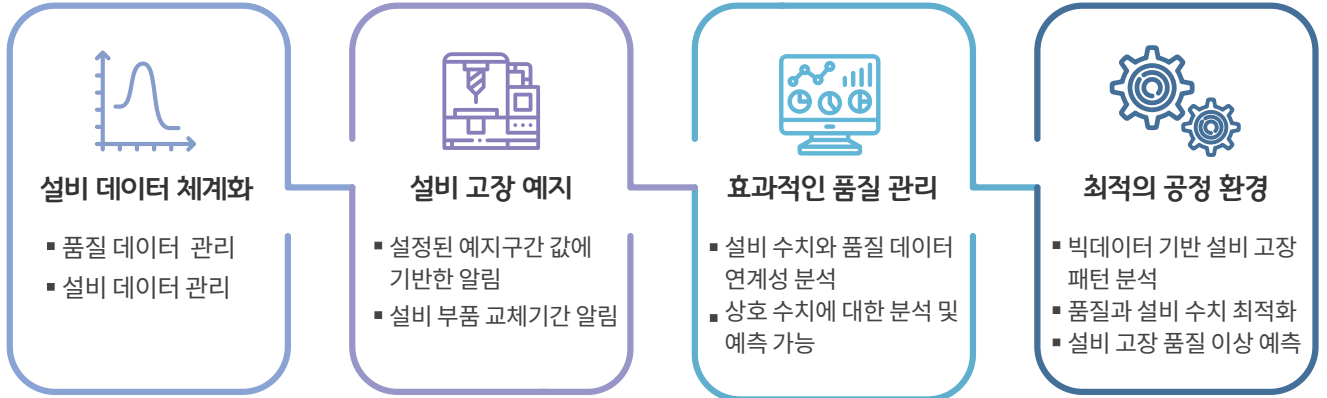 설비 데이터 체계화
▪ 품질 데이터 관리
▪ 설비 데이터 관리
설비 고장 예지
▪ 설정된 예지구간 값에
기반한 알림
▪ 설비 부품 교체기간 알림
효과적인 품질 관리
▪ 설비 수치와 품질 데이터
연계성 분석
▪ 상호 수치에 대한 분석 및
예측 가능
최적의 공정 환경
▪ 빅데이터 기반 설비 고장
패턴 분석
▪ 품질과 설비 수치 최적화
▪ 설비 고장 품질 이상 예측